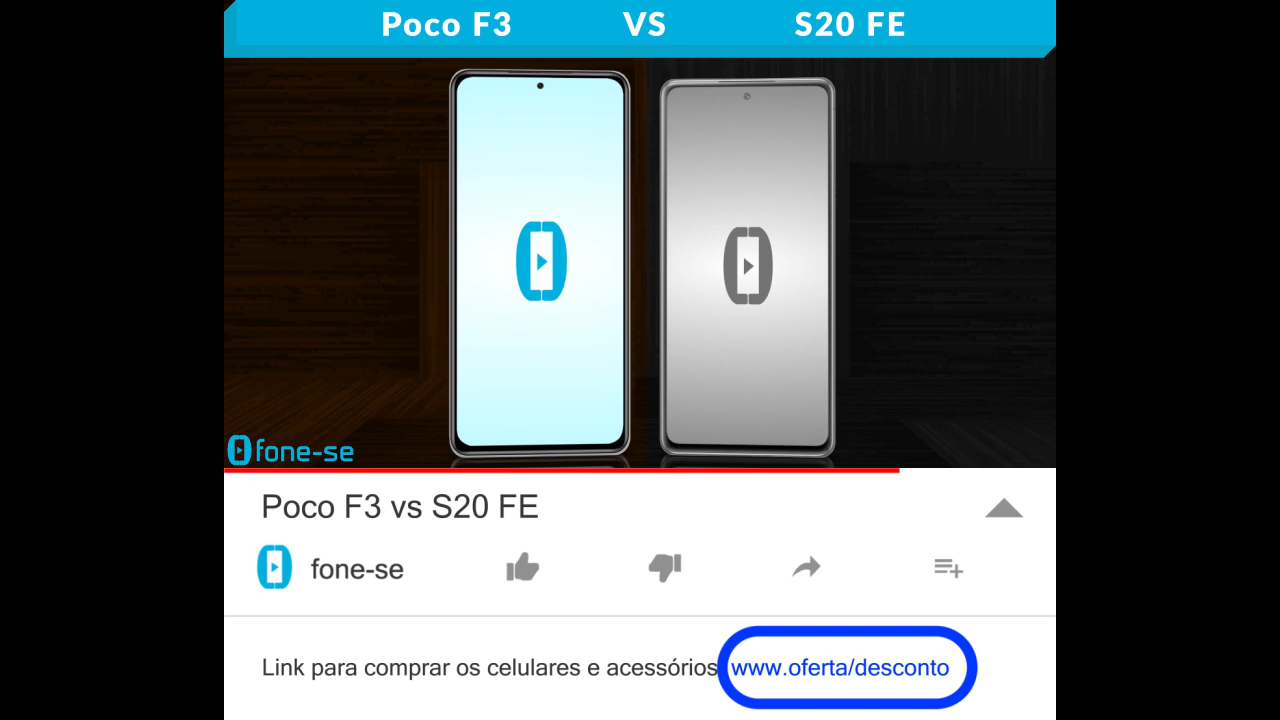 Poco F3 VS S20 FE
fone-se
Poco F3 vs S20 FE
fone-se
Link para comprar os celulares e acessórios www.oferta/desconto